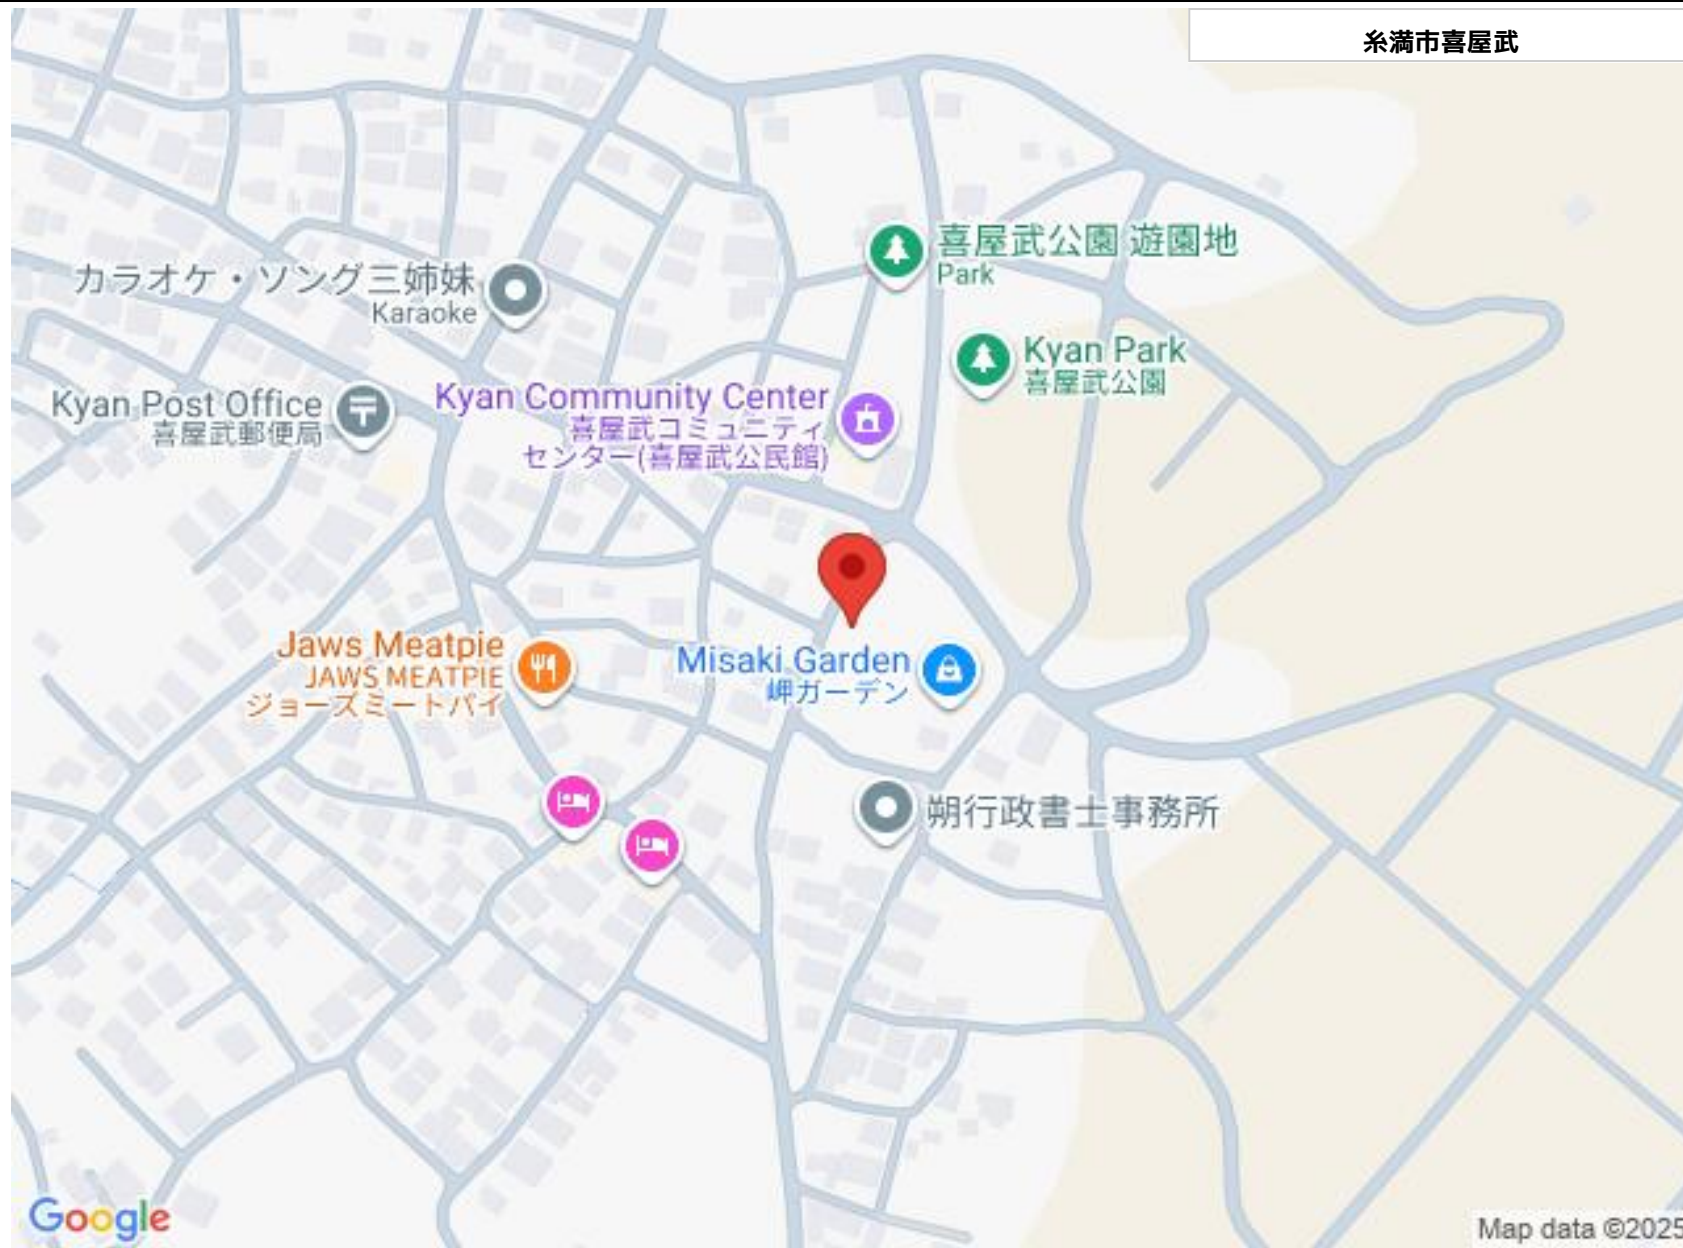 糸満市喜屋武
喜屋武公園 遊園地
Park
カラオケ・ソング三姉妹
Karaoke
Kyan Park
喜屋武公園
Kyan Post Office
喜屋武郵便局
Kyan Community Center
喜屋武コミュニティ
センター(喜屋武公民館)
Jaws Meatpie
JAWS MEATPIE
ジョーズミートパイ
Misaki Garden
岬ガーデン
朔行政書士事務所
Google
Map data ©2025